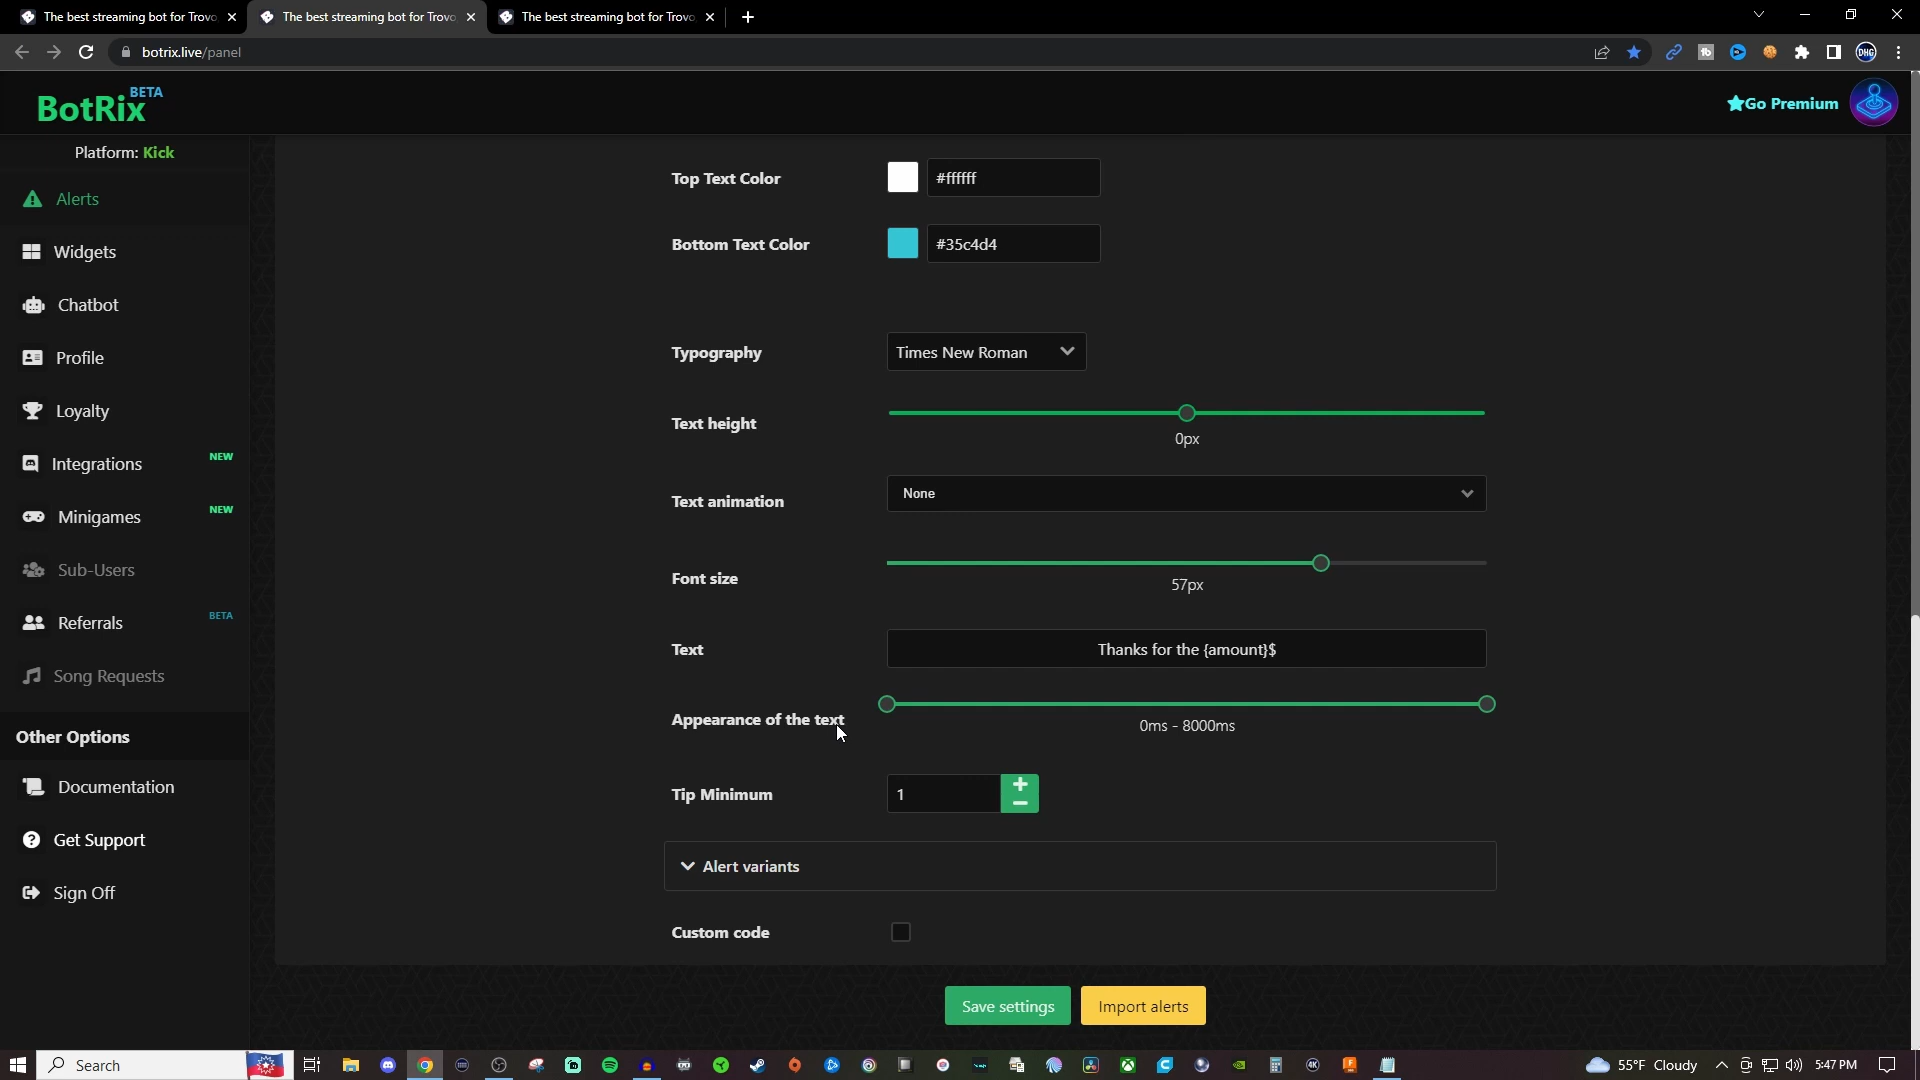 The best streaming bot for Trovo
The best streaming bot for Trovo
The best streaming bot for Trovo
botrix.live/panel
BotRix BETA
Go Premium
Platform: Kick
Alerts
Widgets
Chatbot
Profile
Loyalty
Integrations NEW
Minigames NEW
Sub-Users
Referrals BETA
Song Requests
Other Options
Documentation
Get Support
Sign Off
Top Text Color #ffffff
Bottom Text Color #35c4d4
Typography Times New Roman
Text height
0px
Text animation None
Font size
57px
Text Thanks for the {amount}$
Appearance of the text
0ms - 8000ms
Tip Minimum 1
Alert variants
Custom code
Save settings Import alerts
Search
55°F Cloudy
5:47 PM